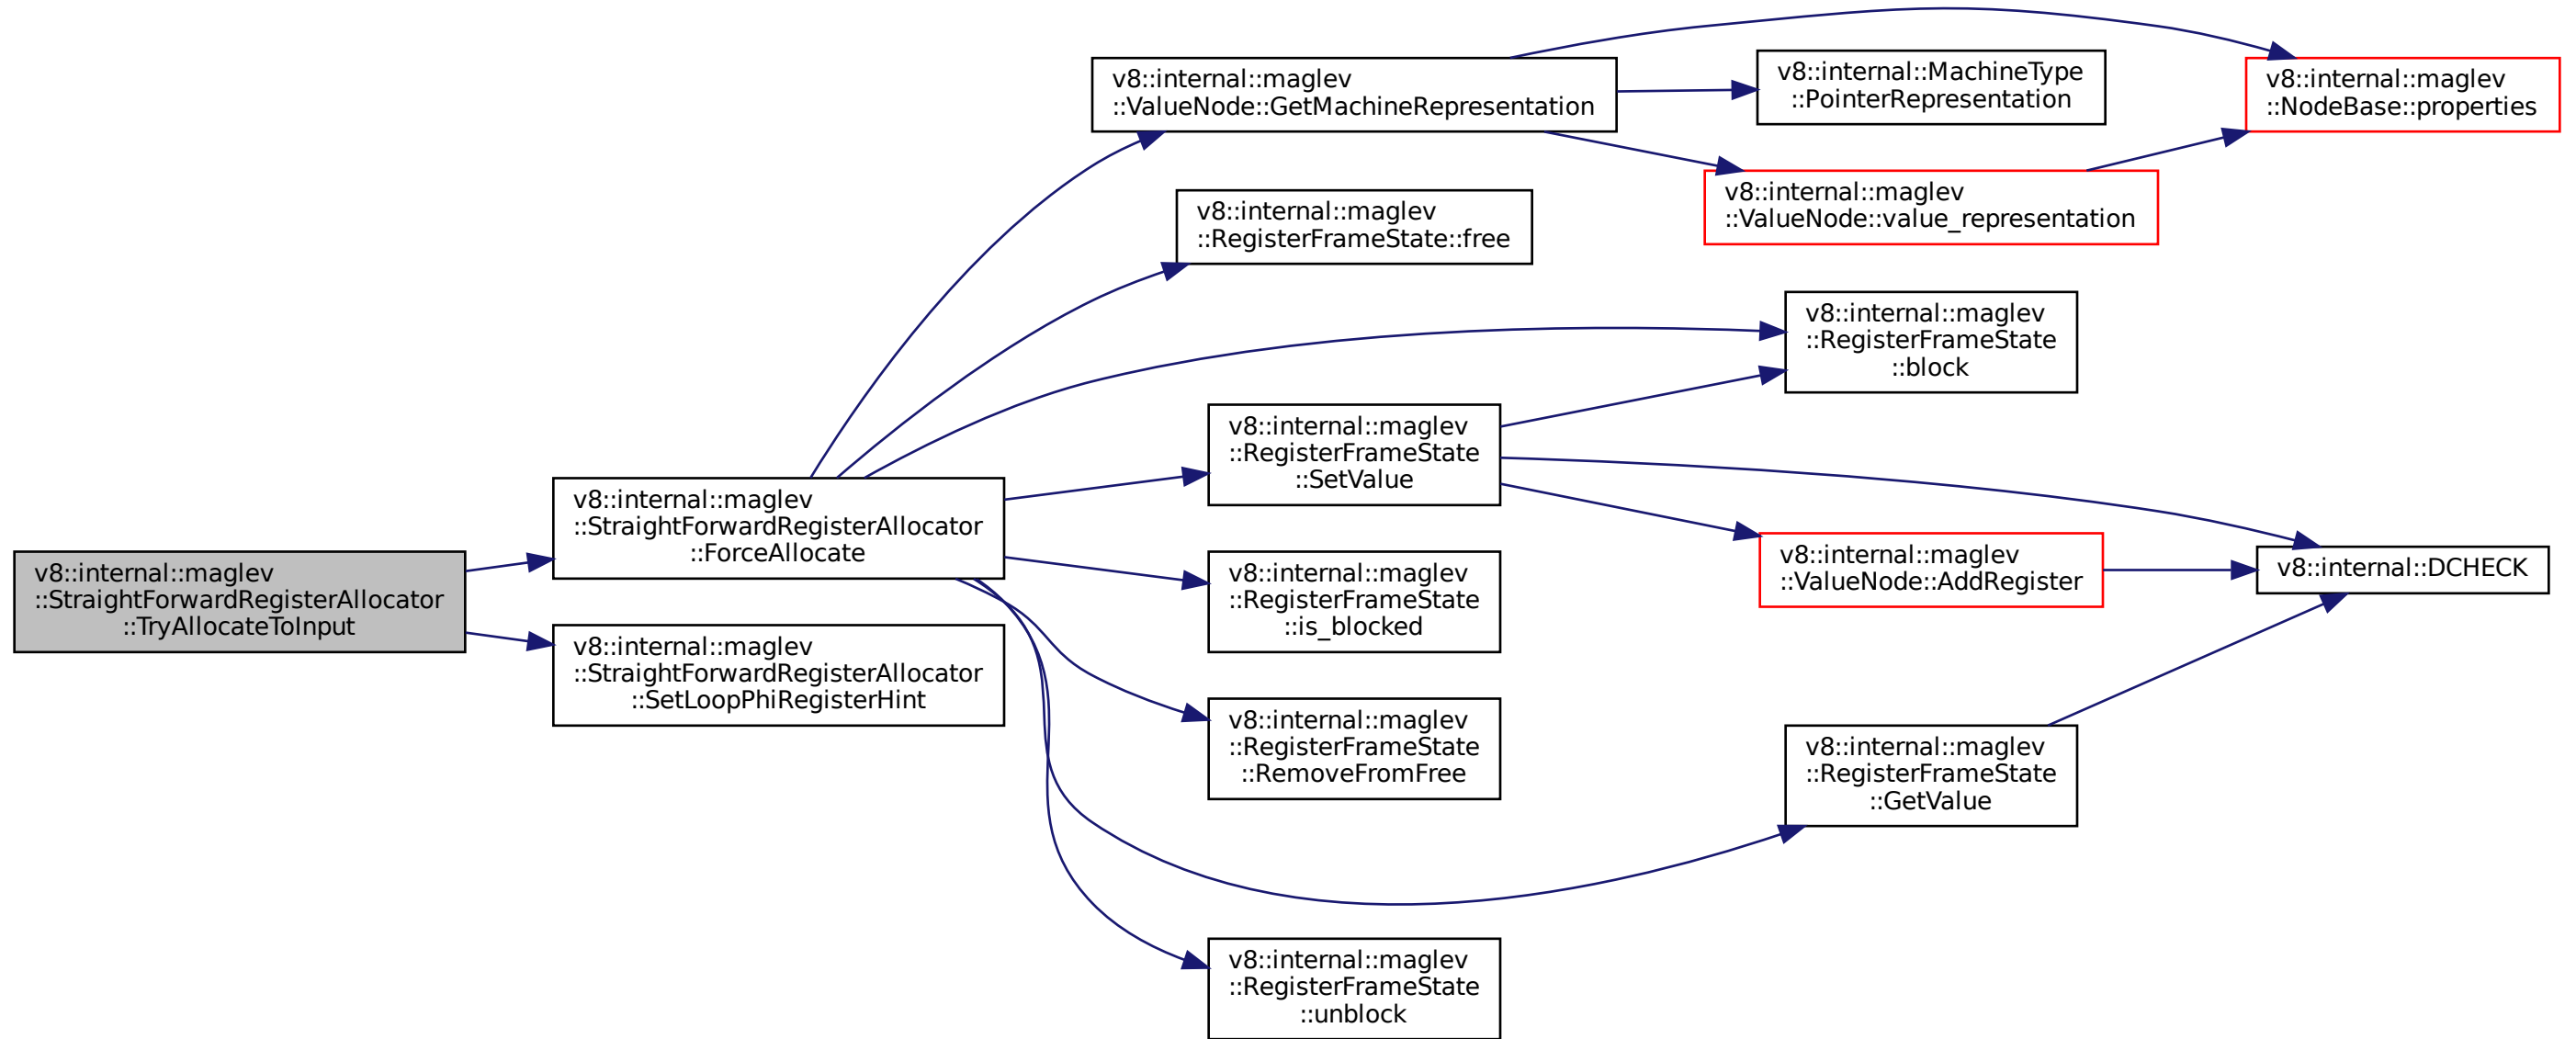 v8::internal::maglev
::StraightForwardRegisterAllocator
::TryAllocateToInput
v8::internal::maglev
::StraightForwardRegisterAllocator
::ForceAllocate
v8::internal::maglev
::StraightForwardRegisterAllocator
::SetLoopPhiRegisterHint
v8::internal::maglev
::ValueNode::GetMachineRepresentation
v8::internal::maglev
::RegisterFrameState::free
v8::internal::maglev
::RegisterFrameState
::SetValue
v8::internal::maglev
::RegisterFrameState
::is_blocked
v8::internal::maglev
::RegisterFrameState
::RemoveFromFree
v8::internal::maglev
::RegisterFrameState
::unblock
v8::internal::MachineType
::PointerRepresentation
v8::internal::maglev
::ValueNode::value_representation
v8::internal::maglev
::RegisterFrameState
::block
v8::internal::maglev
::ValueNode::AddRegister
v8::internal::maglev
::RegisterFrameState
::GetValue
v8::internal::maglev
::NodeBase::properties
v8::internal::DCHECK